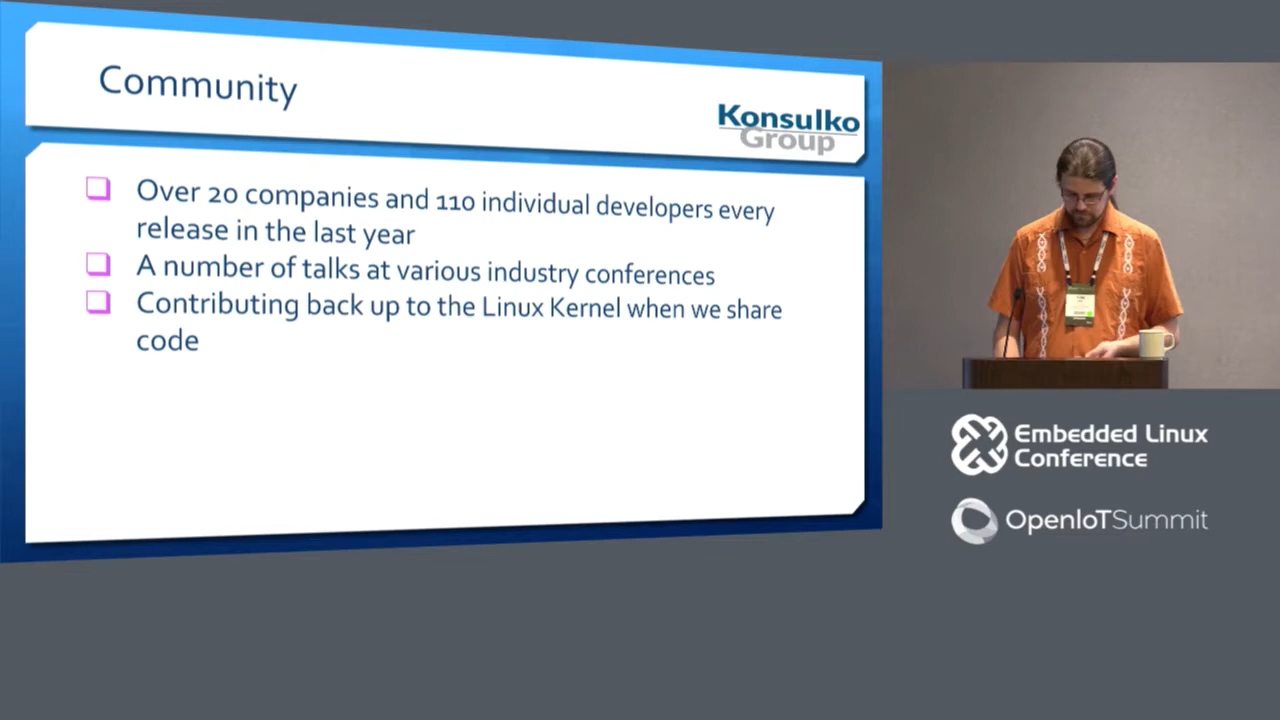 Community
Konsulko
Group
Over 20 companies and 110 individual developers every
release in the last year
A number of talks at various industry conferences
Contributing back up to the Linux Kernel when we share
code
Embedded Linux
Conference
OpenIoTSummit